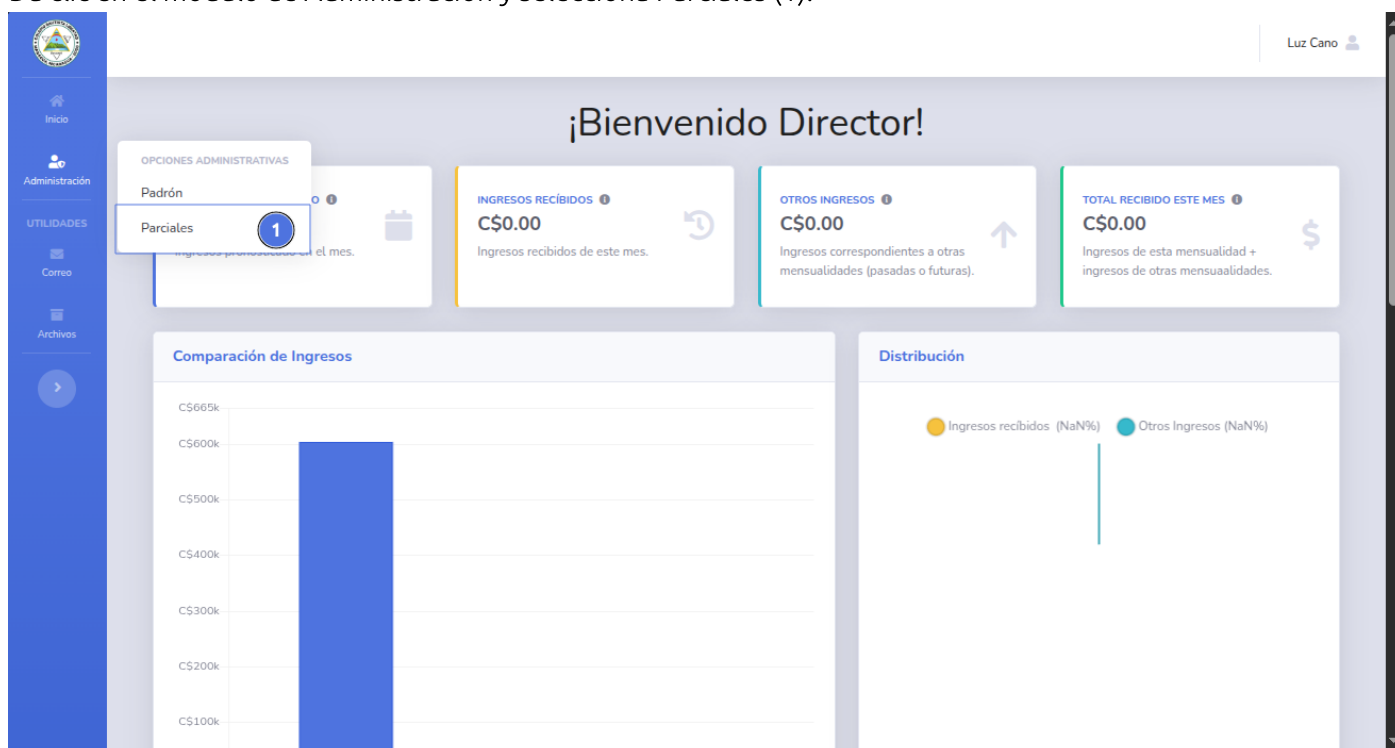 Luz Cano
Inicio
Administración
UTILIDADES
Correo
Archivos
¡Bienvenido Director!
OPCIONES ADMINISTRATIVAS
Padrón
Parciales 1
INGRESOS RECÍBIDOS
C$0.00
Ingresos recibidos de este mes.
OTROS INGRESOS
C$0.00
Ingresos correspondientes a otras
mensualidades (pasadas o futuras).
TOTAL RECIBIDO ESTE MES
C$0.00
Ingresos de esta mensualidad +
ingresos de otras mensuaalidades.
Comparación de Ingresos
C$665k
C$600k
C$500k
C$400k
C$300k
C$200k
C$100k
Distribución
Ingresos recíbidos (NaN%) Otros Ingresos (NaN%)